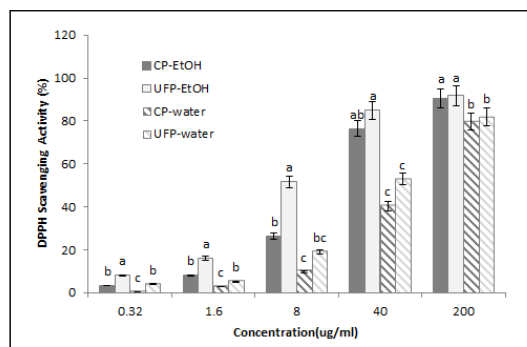 120
100
80
60
40
20
0
DPPH Scavenging Activity (%)
CP-EtOH
UFP-EtOH
CP-water
UFP-water
b a c b
b a c b
b a c bc
ab a c c
a a b b
0.32 1.6 8 40 200
Concentration(ug/ml)